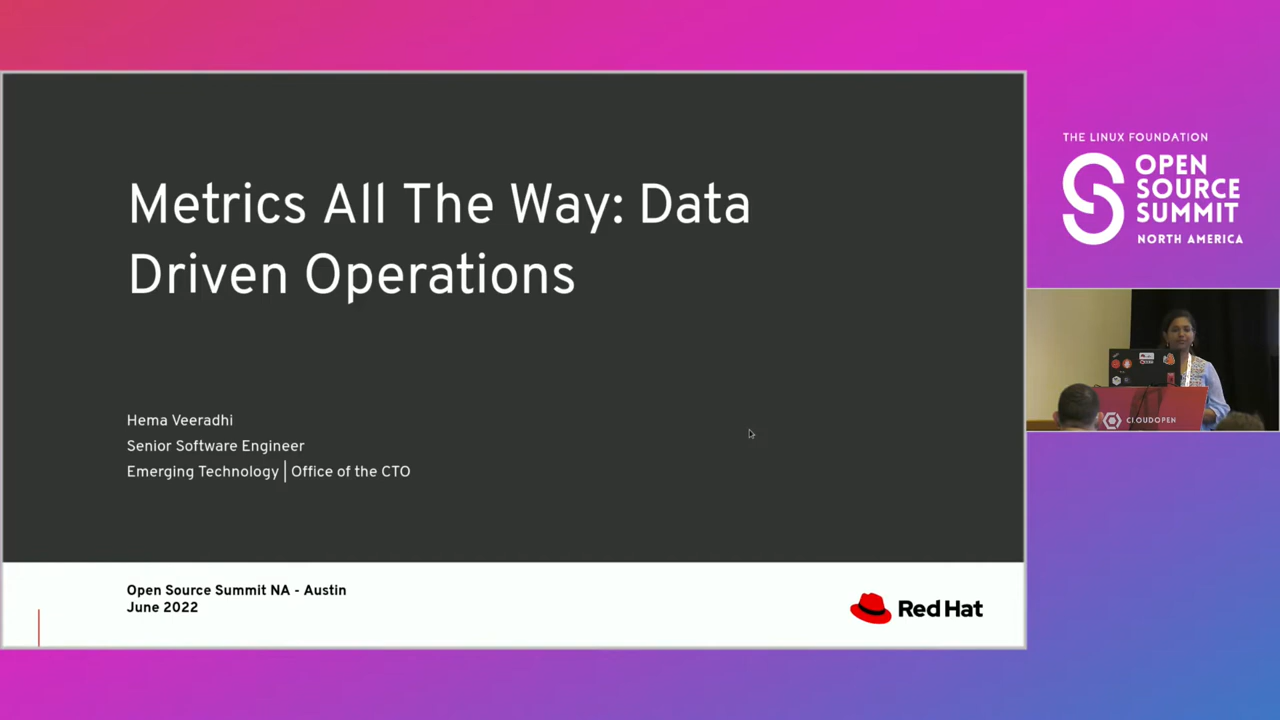 Metrics All The Way: Data
Driven Operations
Hema Veeradhi
Senior Software Engineer
Emerging Technology | Office of the CTO
Open Source Summit NA - Austin
June 2022
Red Hat
THE LINUX FOUNDATION
OPEN
SOURCE
SUMMIT
NORTH AMERICA
CLOUDOPEN